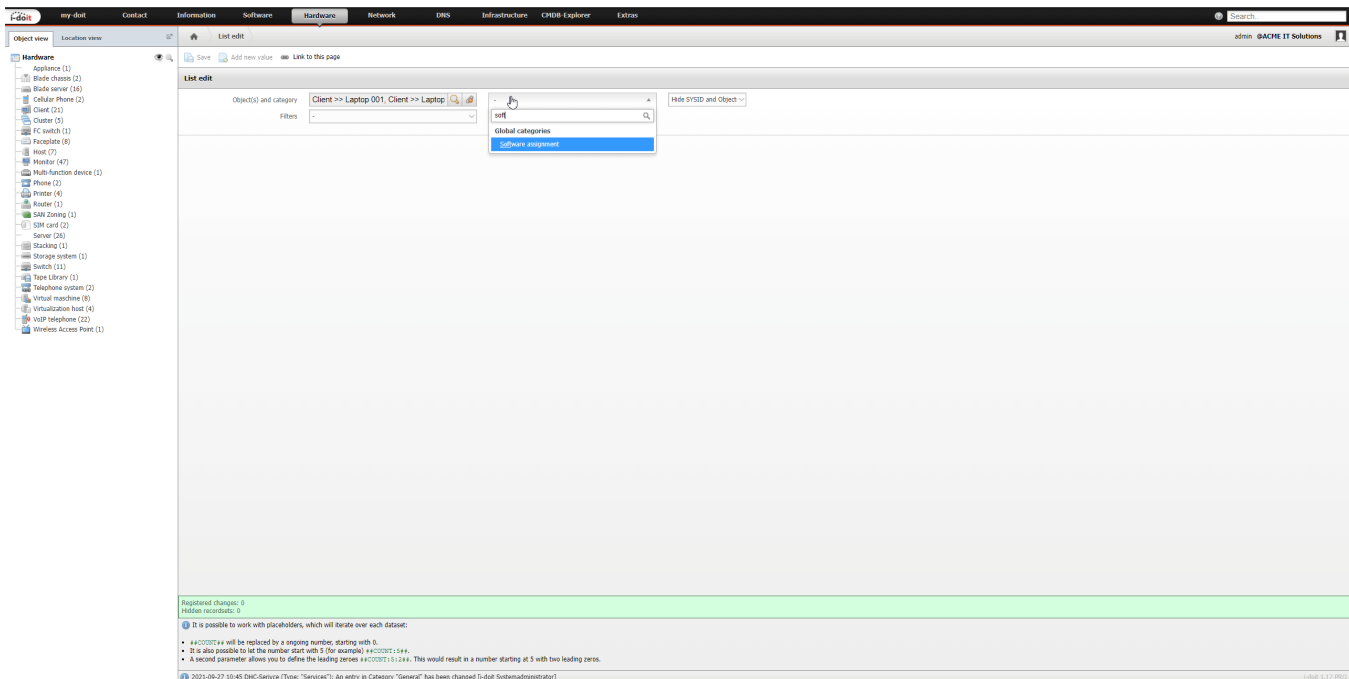 i-doit my-doit Contact Information Software Hardware Network DNS Infrastructure CMDB-Explorer Extras Search
Object view Location view List edit admin @ACME IT Solutions
Hardware
Appliance (1)
Blade chassis (2)
Blade server (16)
Cellular Phone (2)
Client (21)
Cluster (5)
FC switch (1)
Faceplate (8)
Host (7)
Monitor (47)
Multi-function device (1)
Phone (2)
Printer (4)
Router (1)
SAN Zoning (1)
SIM card (2)
Server (26)
Stacking (1)
Storage system (1)
Switch (11)
Tape Library (1)
Telephone system (2)
Virtual maschine (8)
Virtualization host (4)
VoIP telephone (22)
Wireless Access Point (1)
Save Add new value Link to this page
List edit
Object(s) and category Client >> Laptop 001, Client >> Laptop - Hide SYSID and Object-
Filters - soft
Global categories
Software assignment
Registered changes: 0
Hidden recordsets: 0
It is possible to work with placeholders, which will iterate over each dataset:
• ##COUNT## will be replaced by a ongoing number, starting with 0.
• It is also possible to let the number start with 5 (for example) ##COUNT:5##.
• A second parameter allows you to define the leading zeroes ##COUNT:5:2##. This would result in a number starting at 5 with two leading zeros.
2021-09-27 10:45 DHC-Serivce (Type: "Services"): An entry in Category "General" has been changed [i-doit Systemadministrator] i-doit 1.17 PRO